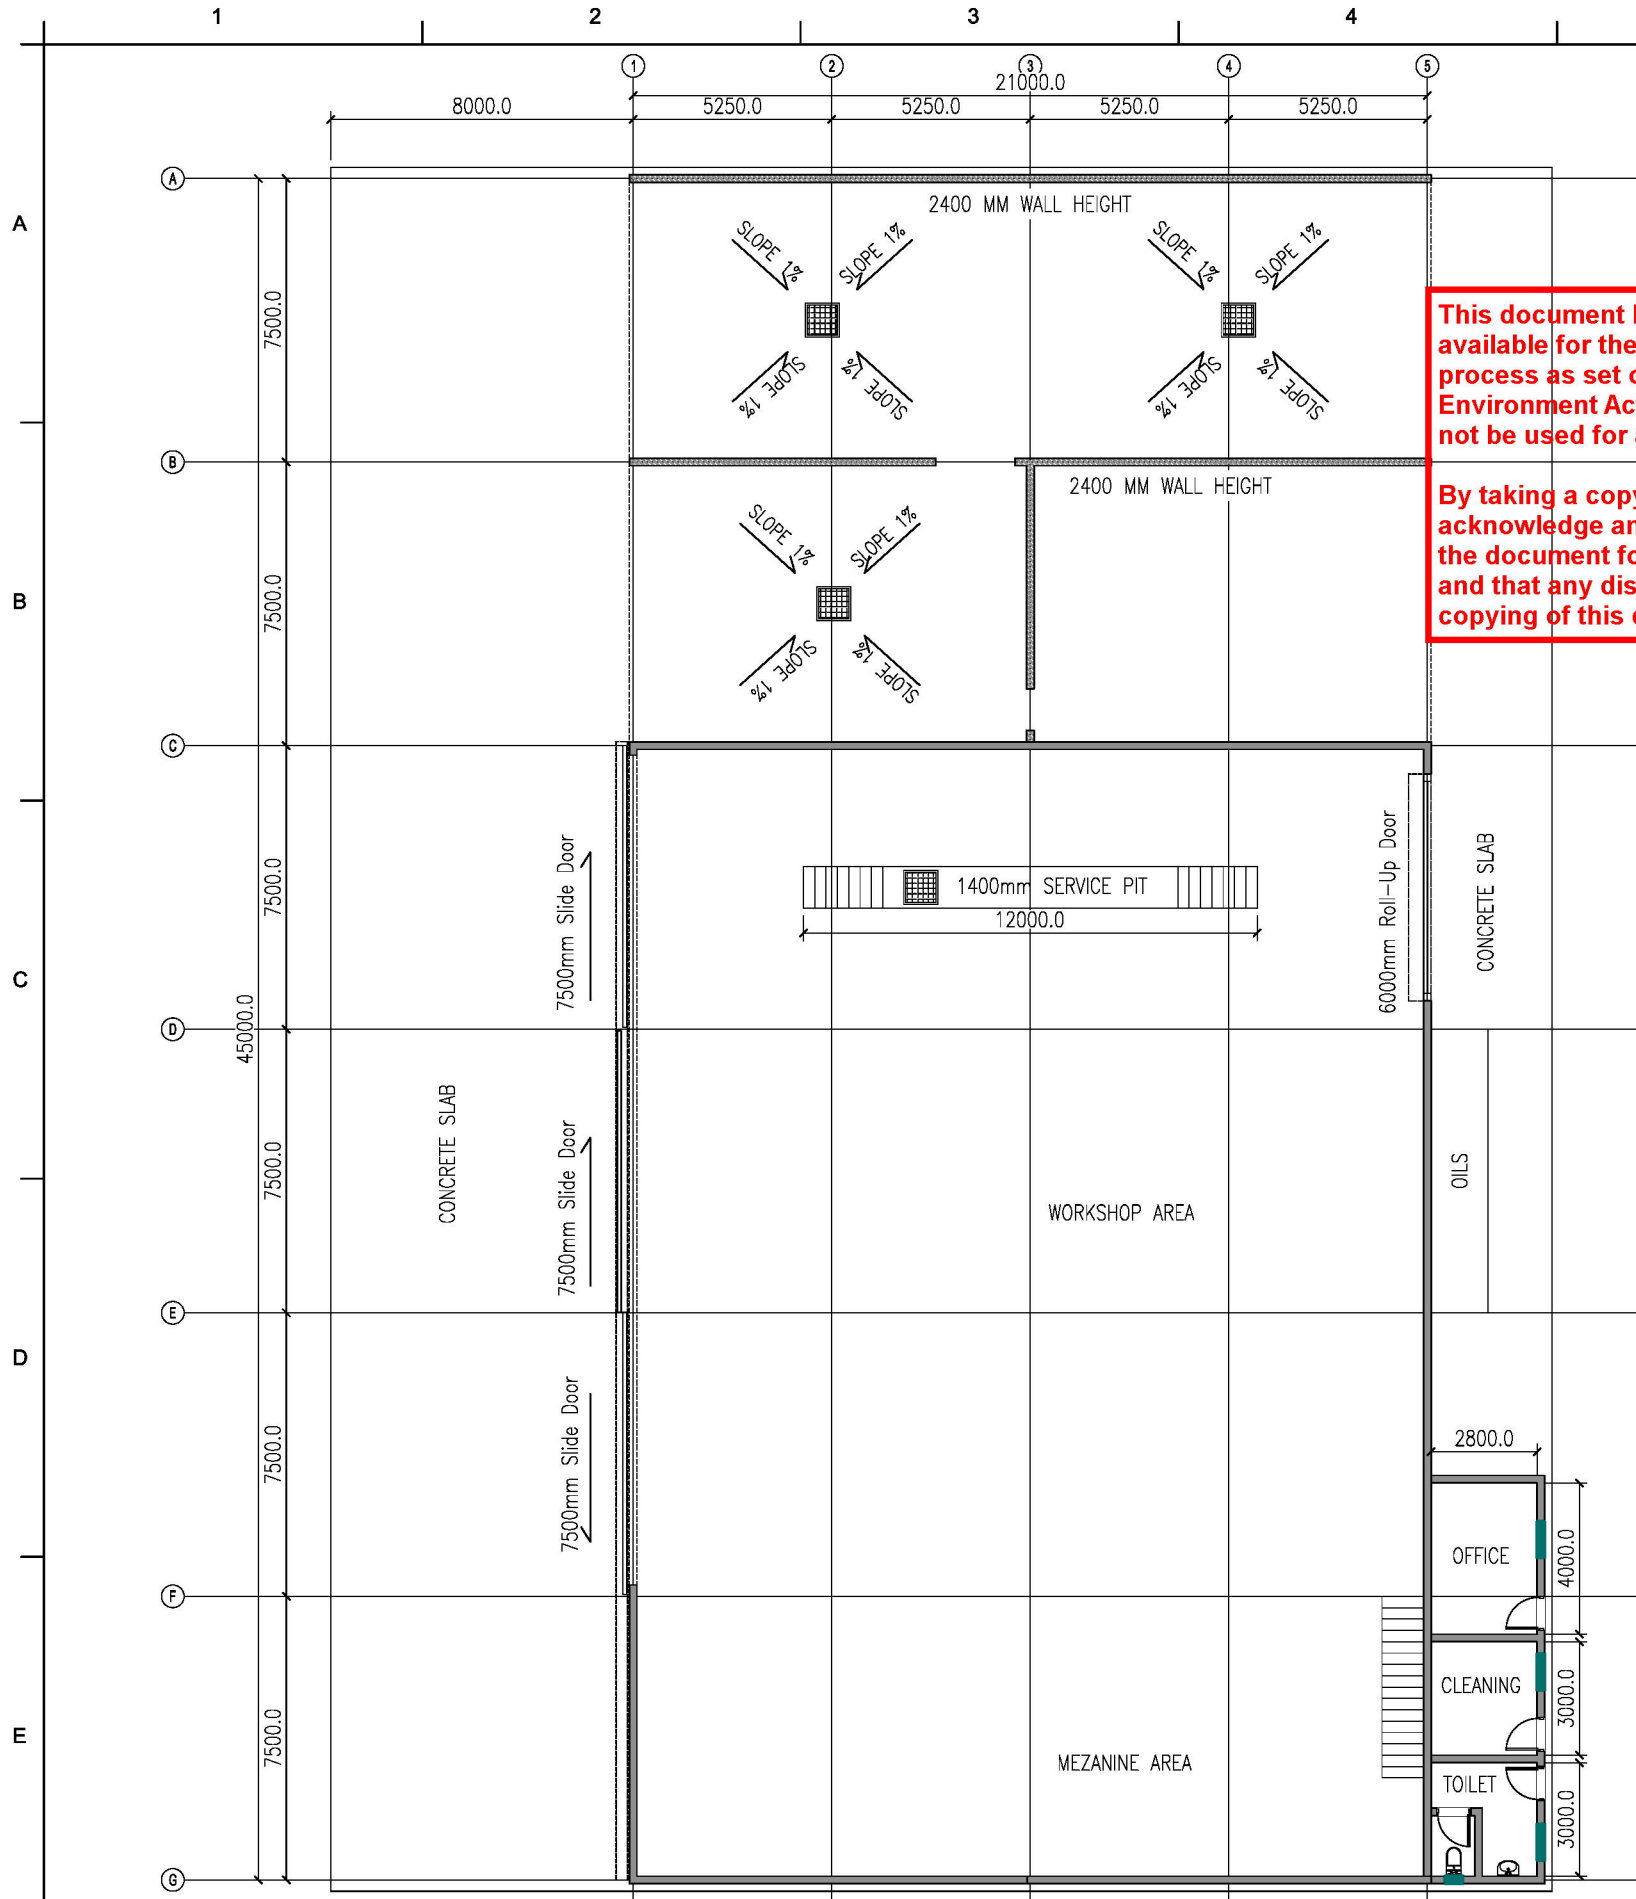 1 2 3 4
1 2 3 4 5
21000.0
8000.0 5250.0 5250.0 5250.0 5250.0
A
2400 MM WALL HEIGHT
A
SLOPE 1% SLOPE 1% SLOPE 1% SLOPE 1%
7500.0
SLOPE 1% SLOPE 1% SLOPE 1% SLOPE 1%
This document
available for the
process as set
Environment
not be used for
B
2400 MM WALL HEIGHT
By taking a
acknowledge
the document
and that any
copying of this
SLOPE 1% SLOPE 1%
B
7500.0
SLOPE 1% SLOPE 1%
C
7500.0
7500mm Slide Door
1400mm SERVICE PIT
12000.0
6000mm Roll-Up Door
CONCRETE SLAB
C
45000.0
D
CONCRETE SLAB
7500.0
7500mm Slide Door
WORKSHOP AREA
OILS
E
D
7500.0
7500mm Slide Door
2800.0
OFFICE
4000.0
F
CLEANING
3000.0
E
7500.0
MEZANINE AREA
TOILET
3000.0
G